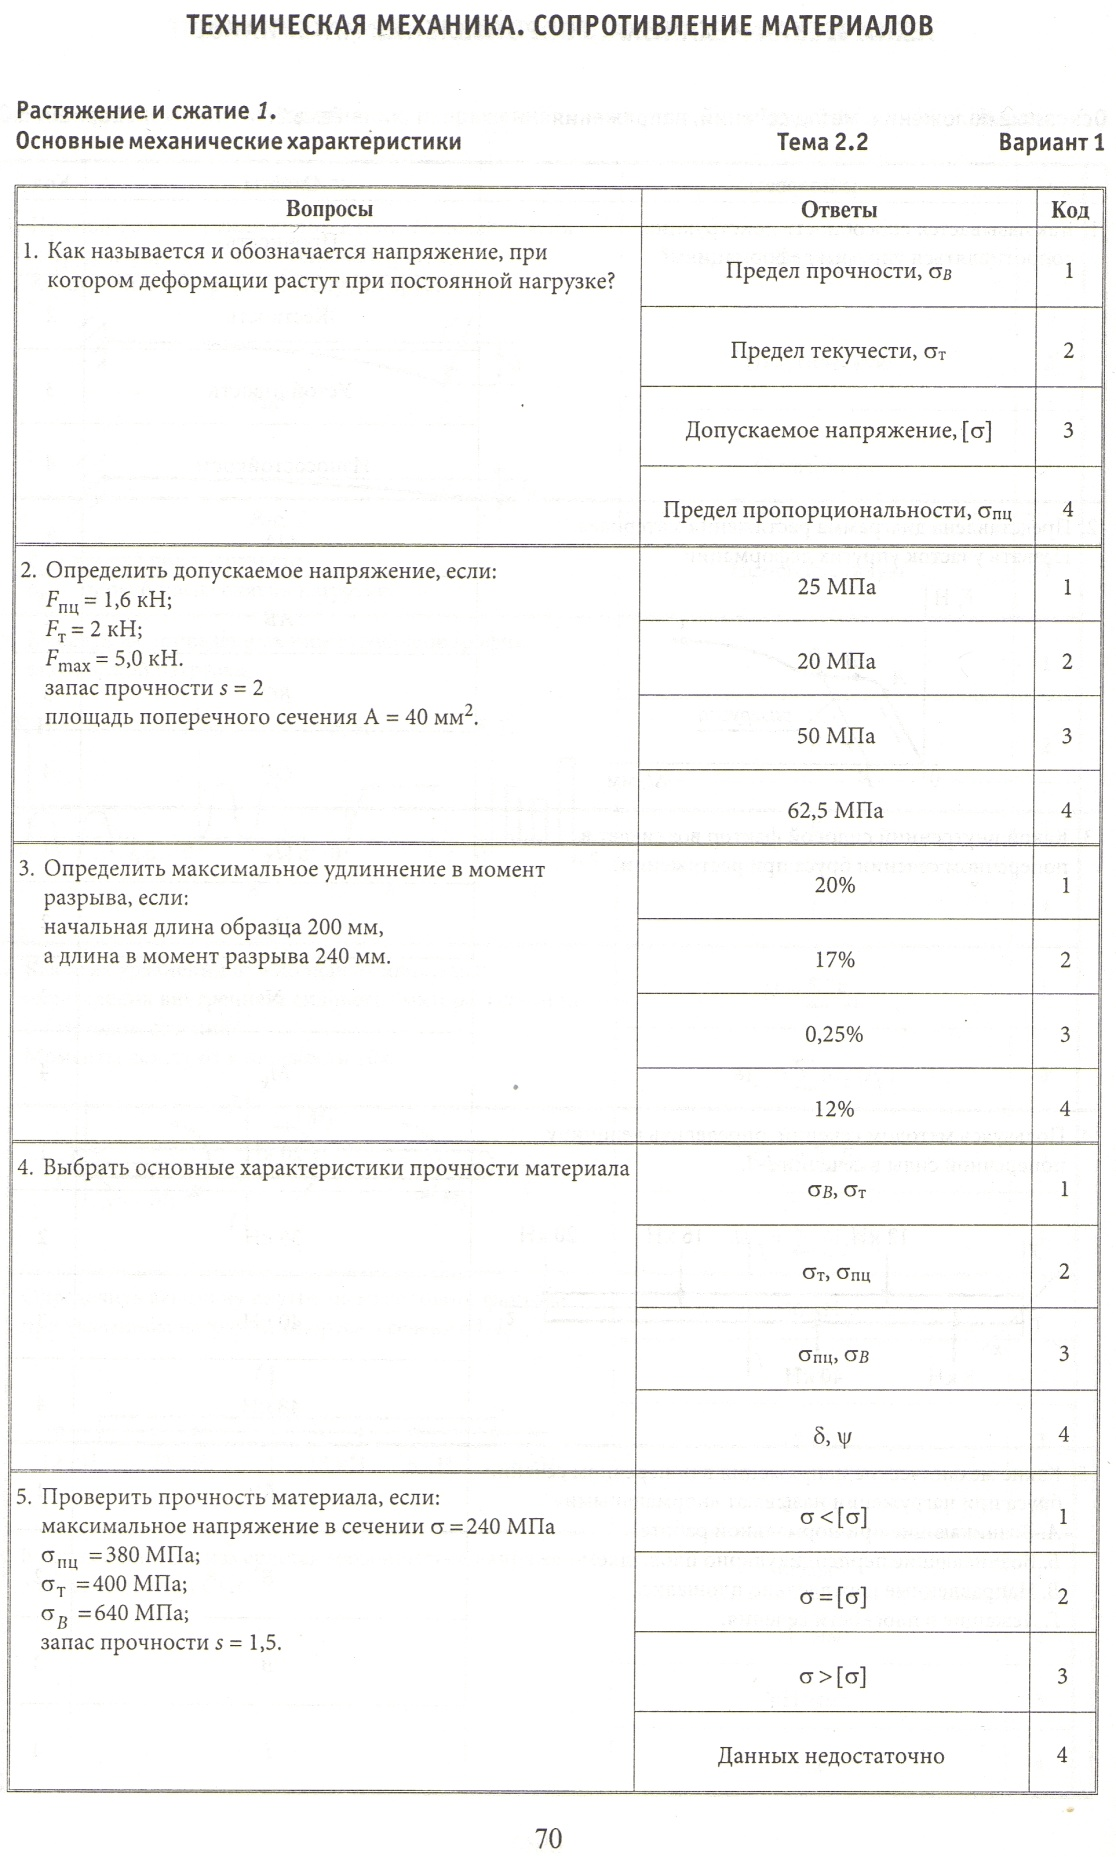 ТЕХНИЧЕСКАЯ МЕХАНИКА. СОПРОТИВЛЕНИЕ МАТЕРИАЛОВ
Растяжение и сжатие 1.
Основные механические характеристики Тема 2.2 Вариант 1
Вопросы Ответы Код
1. Как называется и обозначается напряжение, при
котором деформации растут при постоянной нагрузке?
Предел прочности, σB 1
Предел текучести, σт 2
Допускаемое напряжение, [σ] 3
Предел пропорциональности, σпц 4
2. Определить допускаемое напряжение, если:
Fпц = 1,6 кН;
Fт = 2 кН;
Fmax = 5,0 кН.
запас прочности s = 2
площадь поперечного сечения А = 40 мм².
25 МПа 1
20 МПа 2
50 МПа 3
62,5 МПа 4
3. Определить максимальное удлиннение в момент
разрыва, если:
начальная длина образца 200 мм,
а длина в момент разрыва 240 мм.
20% 1
17% 2
0,25% 3
12% 4
4. Выбрать основные характеристики прочности материала
σB, σт 1
σт, σпц 2
σпц, σB 3
δ, ψ 4
5. Проверить прочность материала, если:
максимальное напряжение в сечении σ = 240 МПа
σпц = 380 МПа;
σт = 400 МПа;
σB = 640 МПа;
запас прочности s = 1,5.
σ < [σ] 1
σ = [σ] 2
σ > [σ] 3
Данных недостаточно 4
70